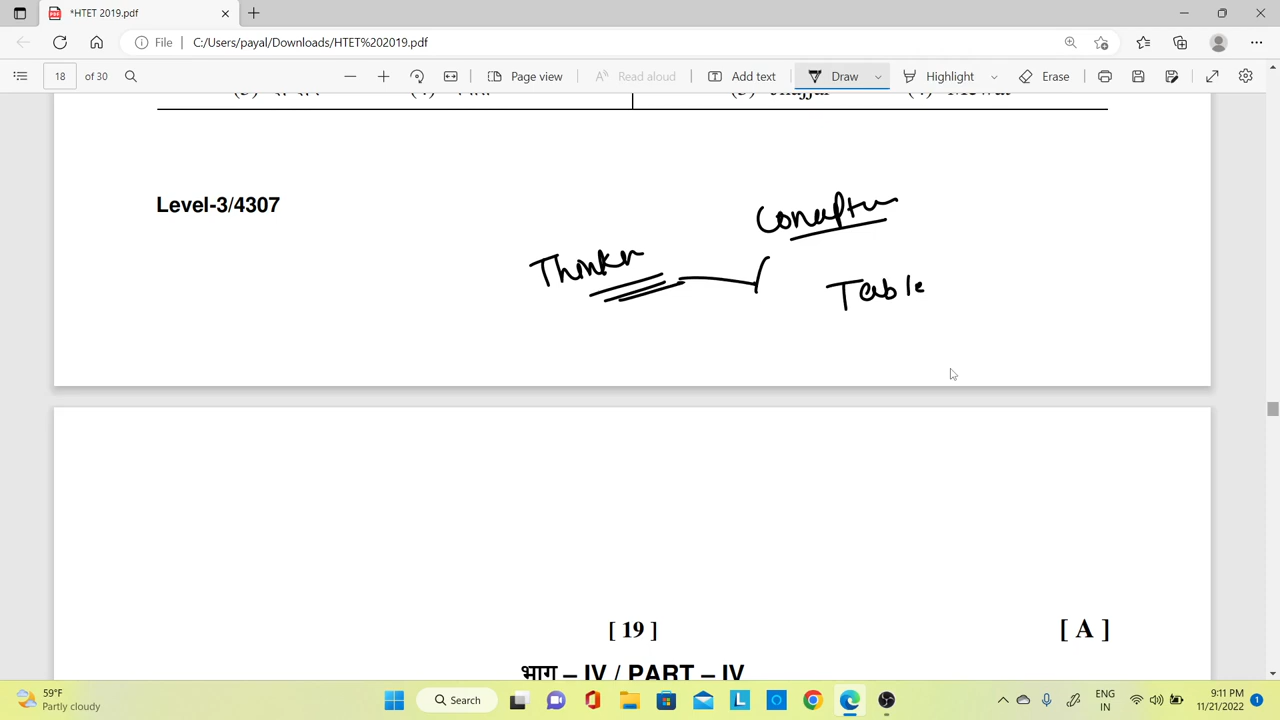 *HTET 2019.pdf
File C:/Users/payal/Downloads/HTET%202019.pdf
18 of 30 Page view Read aloud Add text Draw Highlight Erase
Level-3/4307
Table
[ 19 ] [ A ]
भाग – IV / PART – IV
59°F
Partly cloudy
Search
ENG
IN
9:11 PM
11/21/2022
1